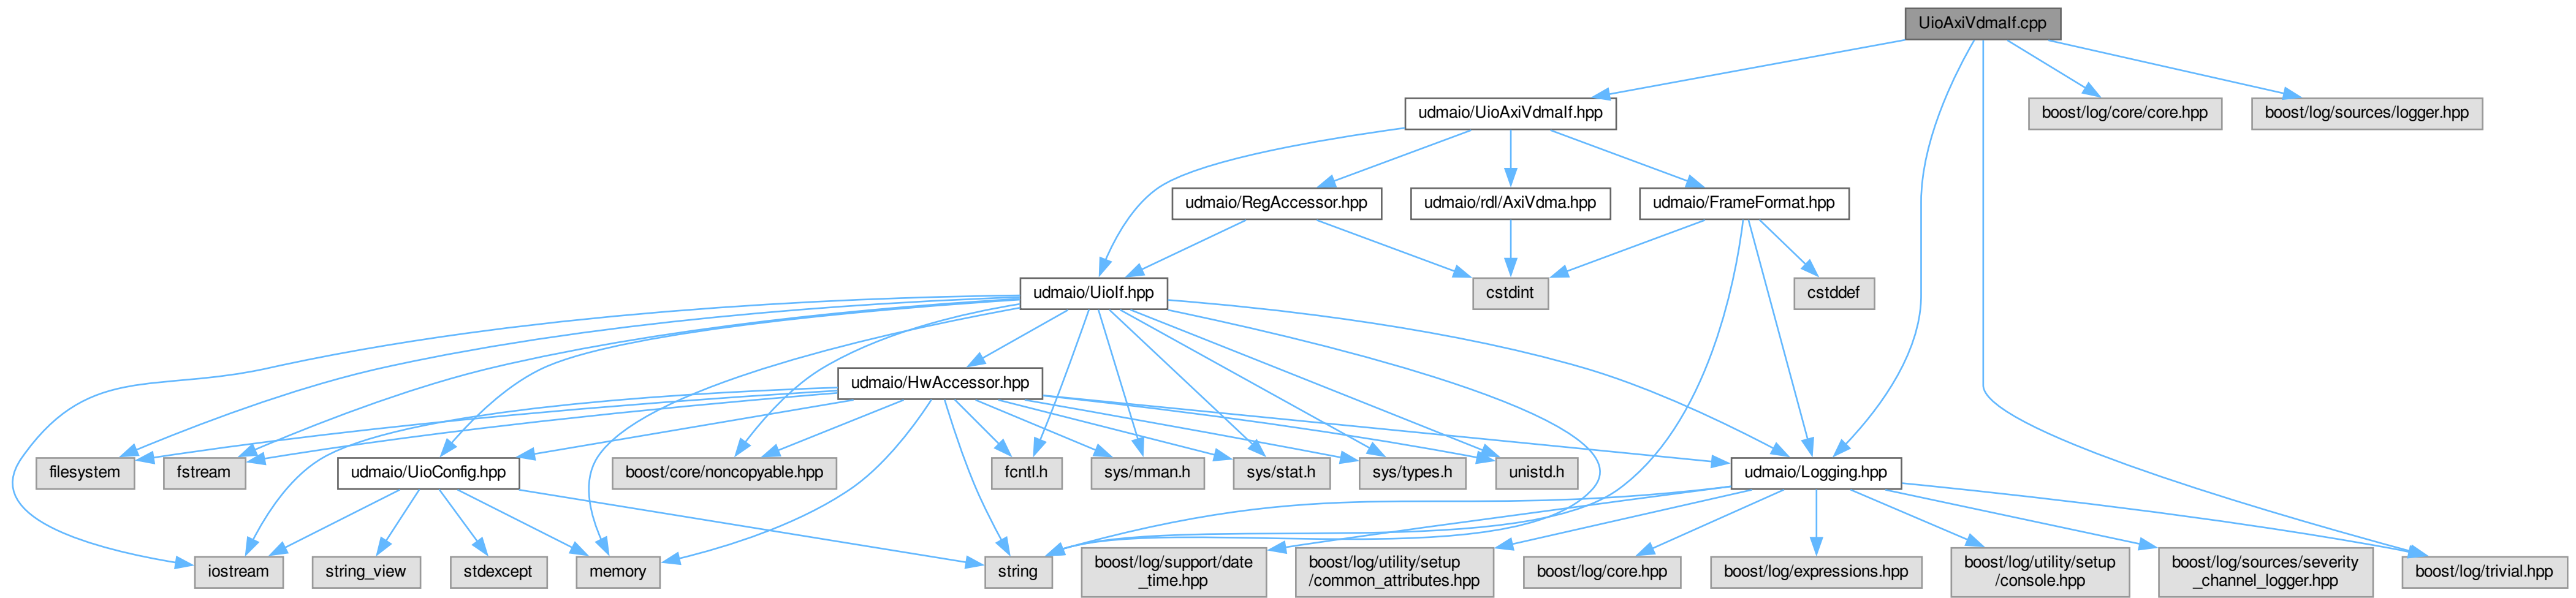 UioAxiVdmaIf.cpp
udmaio/UioAxiVdmaIf.hpp
boost/log/core/core.hpp
boost/log/sources/logger.hpp
udmaio/RegAccessor.hpp
udmaio/rdl/AxiVdma.hpp
udmaio/FrameFormat.hpp
udmaio/UioIf.hpp
cstdint
cstddef
udmaio/HwAccessor.hpp
filesystem
fstream
udmaio/UioConfig.hpp
boost/core/noncopyable.hpp
fcntl.h
sys/mman.h
sys/stat.h
sys/types.h
unistd.h
udmaio/Logging.hpp
iostream
string_view
stdexcept
memory
string
boost/log/support/date
_time.hpp
boost/log/utility/setup
/common_attributes.hpp
boost/log/core.hpp
boost/log/expressions.hpp
boost/log/utility/setup
/console.hpp
boost/log/sources/severity
_channel_logger.hpp
boost/log/trivial.hpp